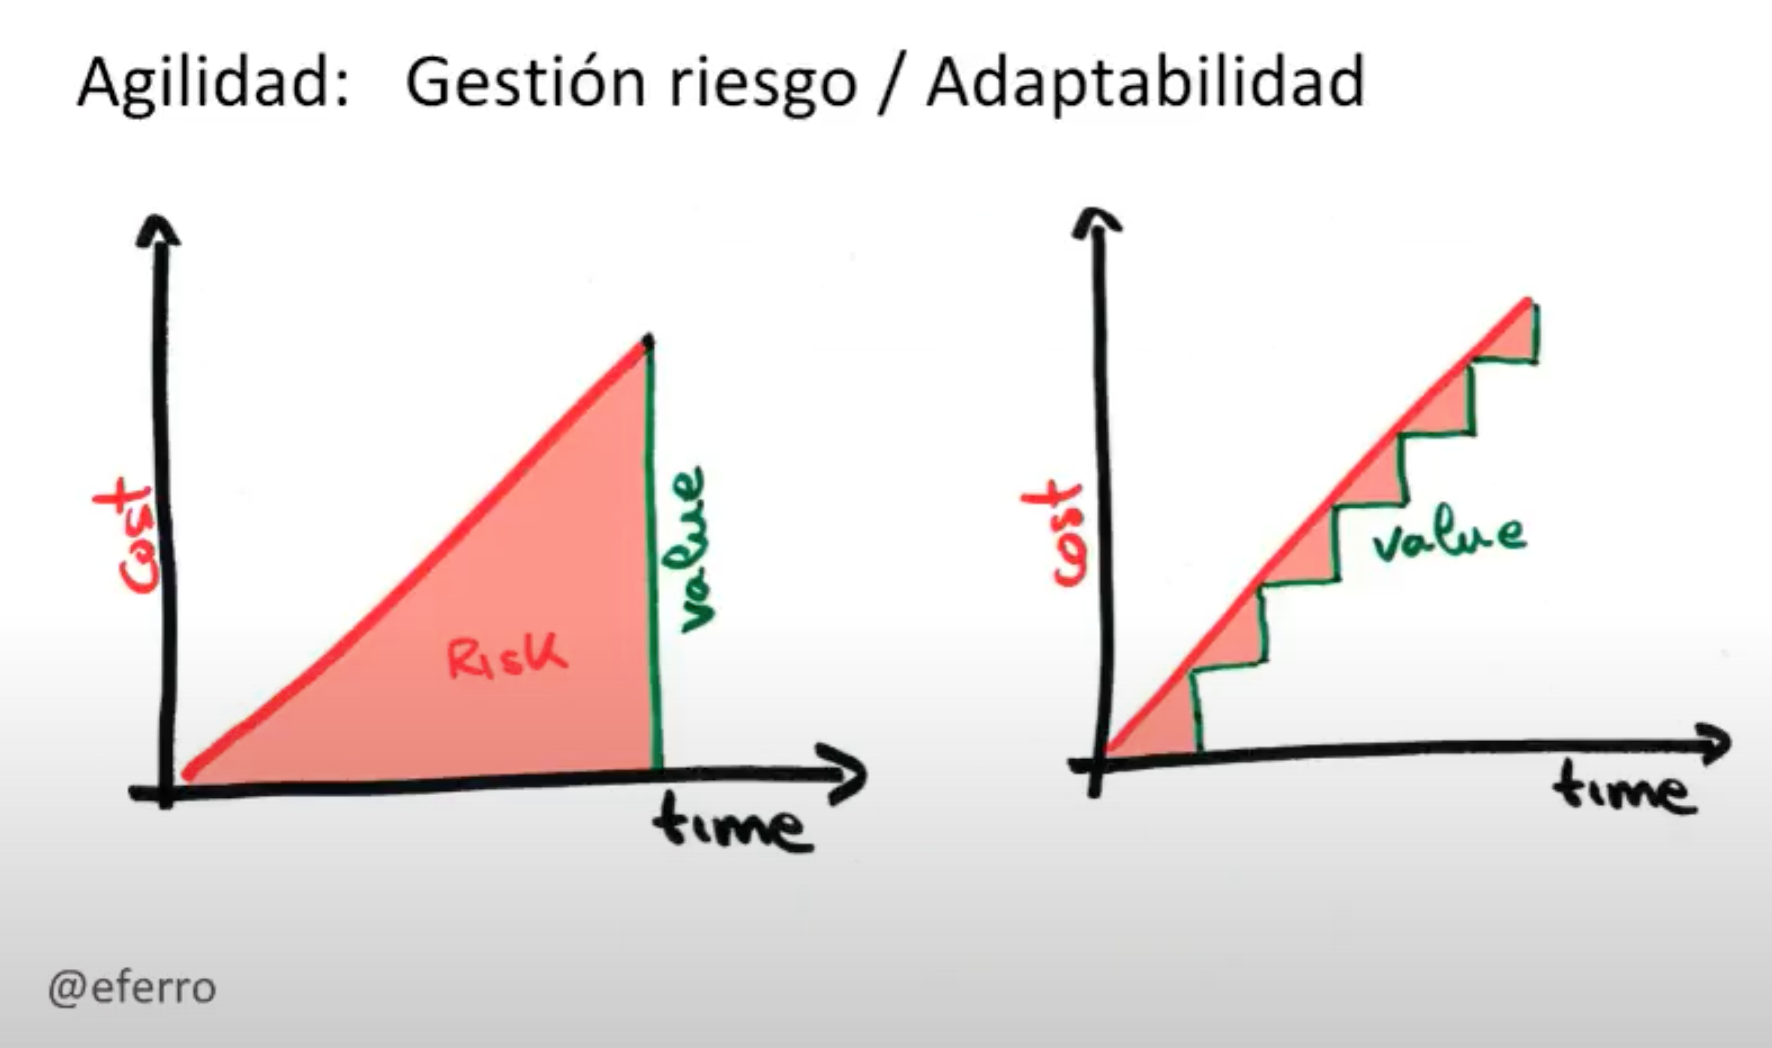 Agilidad: Gestión riesgo / Adaptabilidad
Cost
Risk
value
time
cost
value
time
@eferro